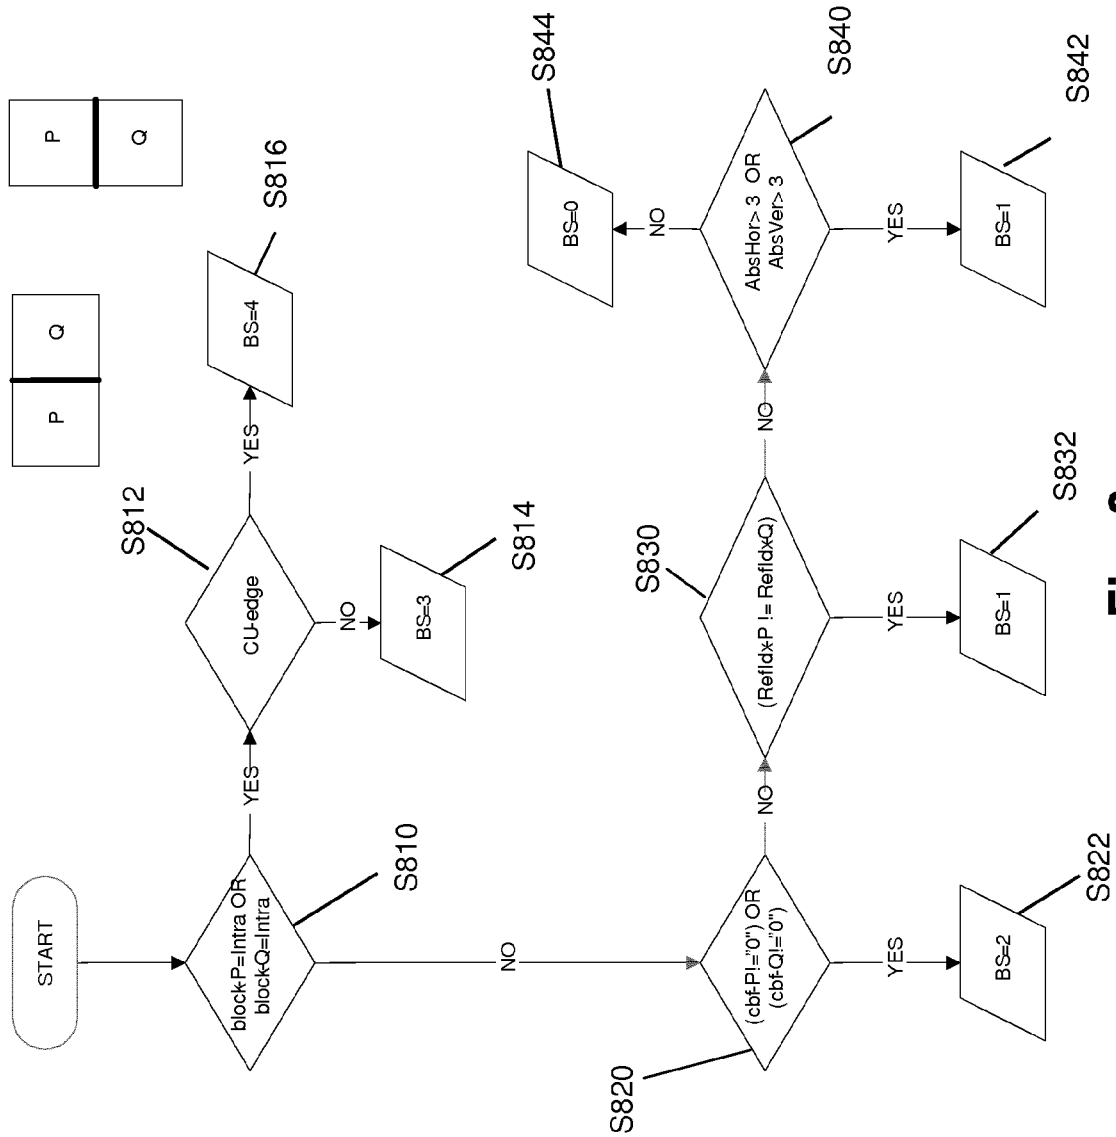 START
block-P=Intra OR
block-Q=Intra
S810
YES
CU-edge
S812
YES
BS=4
S816
NO
BS=3
S814
P
Q
P
Q
NO
(cbf-P!="0") OR
(cbf-Q!="0")
S820
YES
BS=2
S822
NO
(RefIdx-P != RefIdx-Q)
S830
YES
BS=1
S832
NO
AbsHor> 3 OR
AbsVer> 3
S840
NO
BS=0
S844
YES
BS=1
S842